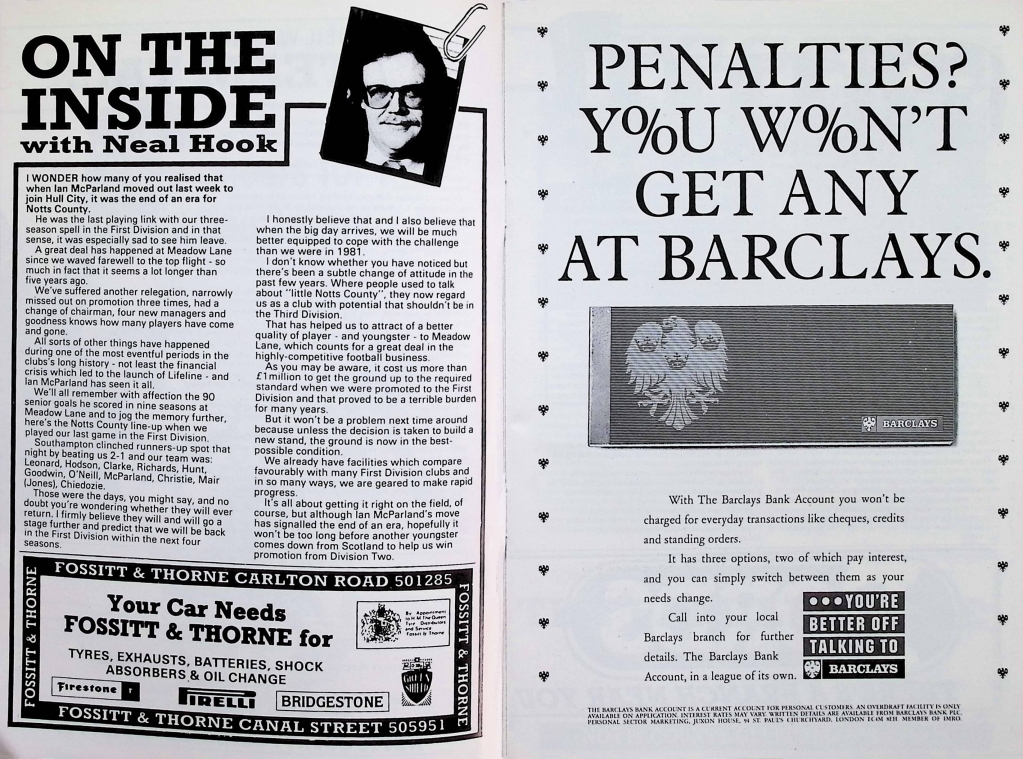 ON THE
INSIDE
with Neal Hook
I WONDER how many of you realised that
when Ian McParland moved out last week to
join Hull City, it was the end of an era for
Notts County.
He was the last playing link with our three-
season spell in the First Division and in that
sense, it was especially sad to see him leave.
A great deal has happened at Meadow Lane
since we waved farewell to the top flight - so
much in fact that it seems a lot longer than
five years ago.
We've suffered another relegation, narrowly
missed out on promotion three times, had a
change of chairman, four new managers and
goodness knows how many players have come
and gone.
All sorts of other things have happened
during one of the most eventful periods in the
clubs's long history - not least the financial
crisis which led to the launch of Lifeline - and
Ian McParland has seen it all.
We'll all remember with affection the 90
senior goals he scored in nine seasons at
Meadow Lane and to jog the memory further,
here's the Notts County line-up when we
played our last game in the First Division.
Southampton clinched runners-up spot that
night by beating us 2-1 and our team was:
Leonard, Hodson, Clarke, Richards, Hunt,
Goodwin, O'Neill, McParland, Christie, Mair
(Jones), Chiedozie.
Those were the days, you might say, and no
doubt you're wondering whether they will ever
return. I firmly believe they will and will go a
stage further and predict that we will be back
in the First Division within the next four
seasons.
I honestly believe that and I also believe that
when the big day arrives, we will be much
better equipped to cope with the challenge
than we were in 1981.
I don't know whether you have noticed but
there's been a subtle change of attitude in the
past few years. Where people used to talk
about "little Notts County", they now regard
us as a club with potential that shouldn't be in
the Third Division.
That has helped us to attract of a better
quality of player - and youngster - to Meadow
Lane, which counts for a great deal in the
highly-competitive football business.
As you may be aware, it cost us more than
£1 million to get the ground up to the required
standard when we were promoted to the First
Division and that proved to be a terrible burden
for many years.
But it won't be a problem next time around
because unless the decision is taken to build a
new stand, the ground is now in the best-
possible condition.
We already have facilities which compare
favourably with many First Division clubs and
in so many ways, we are geared to make rapid
progress.
It's all about getting it right on the field, of
course, but although Ian McParland's move
has signalled the end of an era, hopefully it
won't be too long before another youngster
comes down from Scotland to help us win
promotion from Division Two.
FOSSITT & THORNE CARLTON ROAD 501285
FOSSITT & THORNE
FOSSITT & THORNE
Your Car Needs
FOSSITT & THORNE for
By Appointment
to H M The Queen
Tyre Distributors
and Service
Fossitt & Thorne
TYRES, EXHAUSTS, BATTERIES, SHOCK
ABSORBERS & OIL CHANGE
Firestone
PIRELLI
BRIDGESTONE
SHIELD
FOSSITT & THORNE CANAL STREET 505951
PENALTIES?
Y%U W%N'T
GET ANY
AT BARCLAYS.
BARCLAYS
With The Barclays Bank Account you won't be
charged for everyday transactions like cheques, credits
and standing orders.
It has three options, two of which pay interest,
and you can simply switch between them as your
needs change.
Call into your local
Barclays branch for further
details. The Barclays Bank
Account, in a league of its own.
•••YOU'RE
BETTER OFF
TALKING TO
BARCLAYS
THE BARCLAYS BANK ACCOUNT IS A CURRENT ACCOUNT FOR PERSONAL CUSTOMERS. AN OVERDRAFT FACILITY IS ONLY
AVAILABLE ON APPLICATION. INTEREST RATES MAY VARY. WRITTEN DETAILS ARE AVAILABLE FROM BARCLAYS BANK PLC,
PERSONAL SECTOR MARKETING, JUXON HOUSE, 94 ST. PAUL'S CHURCHYARD, LONDON EC4M 8EH. MEMBER OF IMRO.